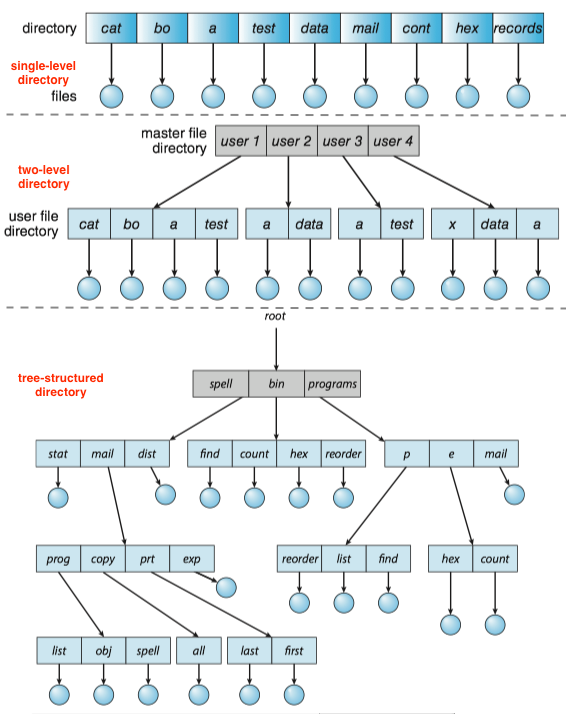 directory cat bo a test data mail cont hex records
single-level
directory
files
master file
directory
user 1 user 2 user 3 user 4
two-level
directory
user file
directory
cat bo a test a data a test x data a
root
spell bin programs
tree-structured
directory
stat mail dist find count hex reorder p e mail
prog copy prt exp reorder list find hex count
list obj spell all last first